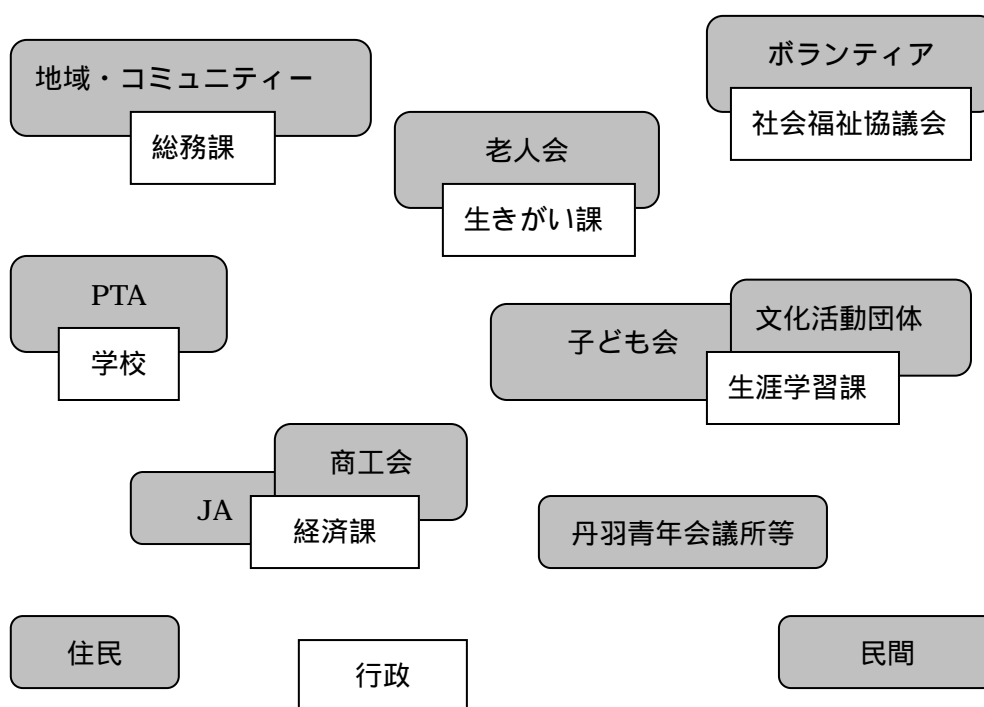 地域・コミュニティー
総務課
ボランティア
社会福祉協議会
老人会
生きがい課
PTA
学校
子ども会
文化活動団体
生涯学習課
商工会
JA
経済課
丹羽青年会議所等
住民
行政
民間